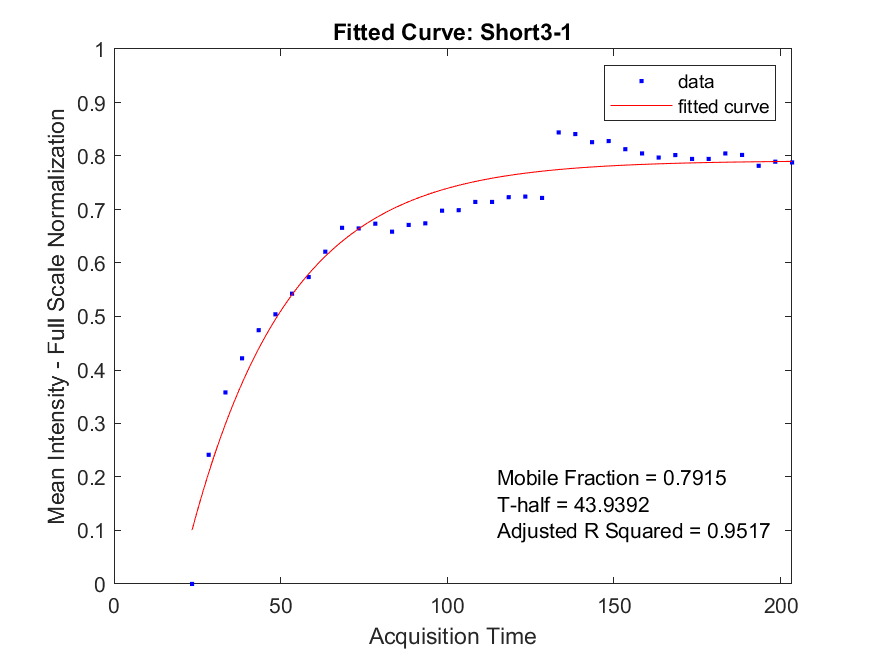 Fitted Curve: Short3-1
1
0.9
0.8
0.7
0.6
0.5
0.4
0.3
0.2
0.1
0
Mean Intensity - Full Scale Normalization
data
fitted curve
Mobile Fraction = 0.7915
T-half = 43.9392
Adjusted R Squared = 0.9517
0 50 100 150 200
Acquisition Time